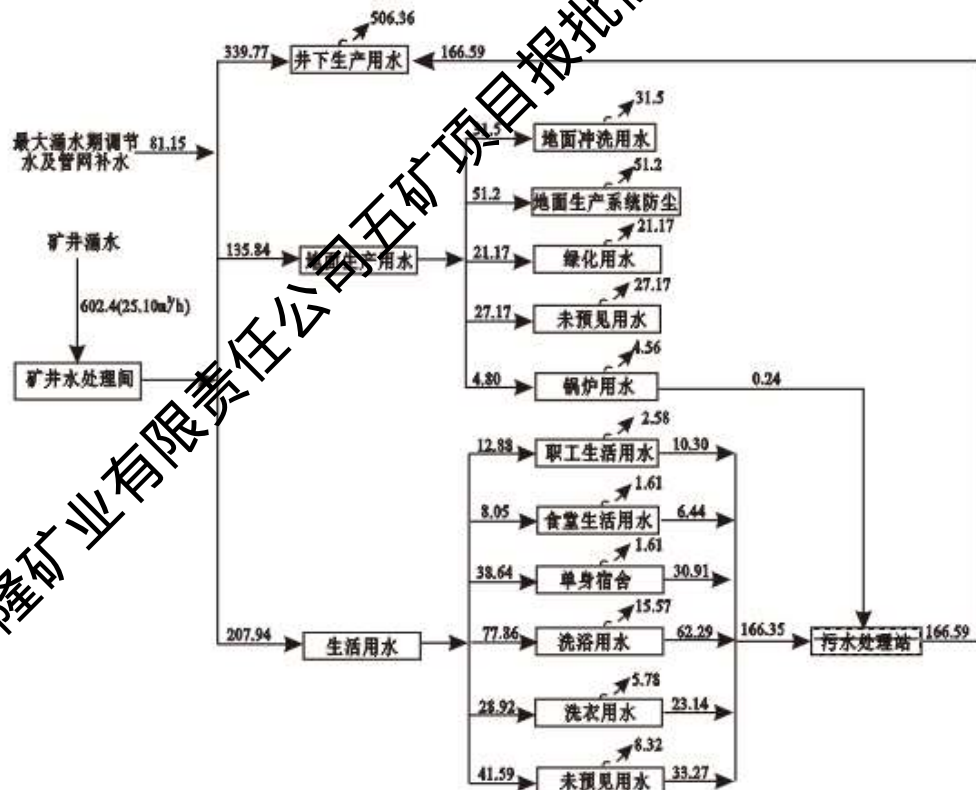 506.36
339.77 井下生产用水 166.59
最大涌水期调节
水及管网补水 81.15
矿井涌水
602.4(25.10m³/h)
矿井水处理间
31.5
地面冲洗用水
51.2
51.2 地面生产系统防尘
135.84 地面生产用水
21.17
21.17 绿化用水
27.17
27.17 未预见用水
4.56
4.80 锅炉用水 0.24
2.58
12.88 职工生活用水 10.30
1.61
8.05 食堂生活用水 6.44
1.61
38.64 单身宿舍 30.91
207.94 生活用水
15.57
77.86 洗浴用水 62.29
166.35 污水处理站 166.59
5.78
28.92 洗衣用水 23.14
8.32
41.59 未预见用水 33.27
隆矿业有限责任公司五矿项目报批